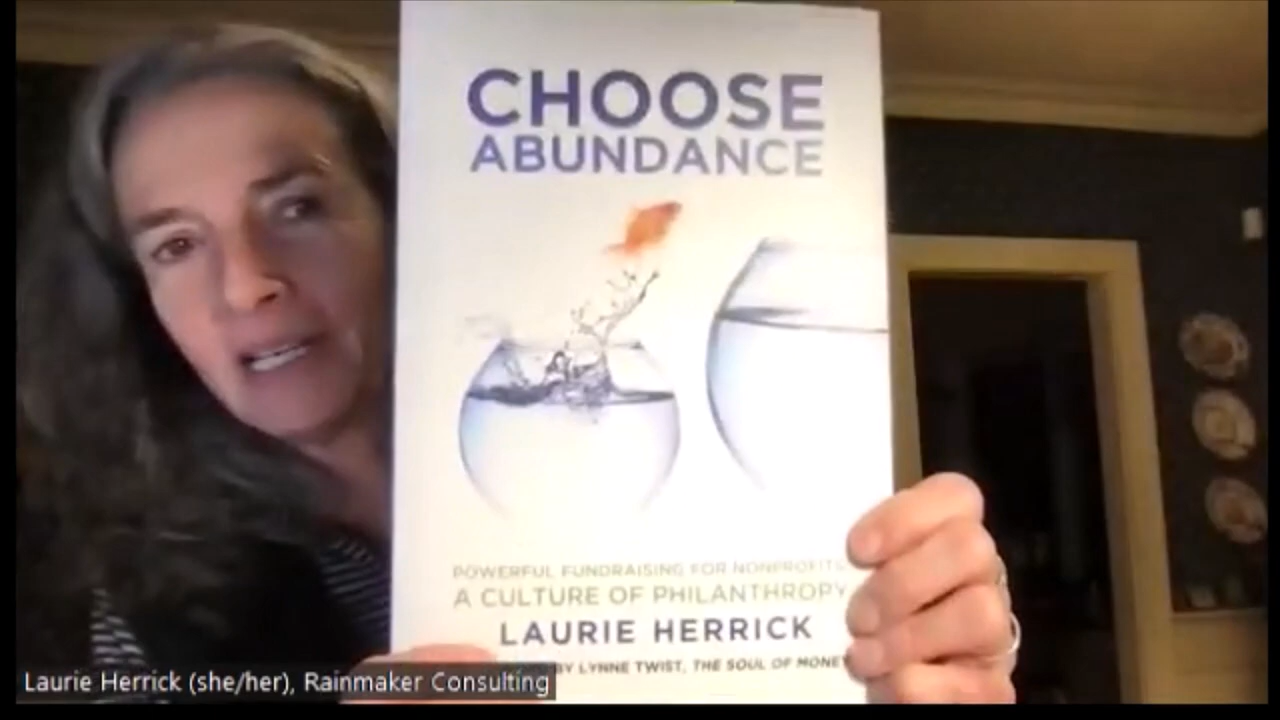 CHOOSE
ABUNDANCE
POWERFUL FUNDRAISING FOR NONPROFITS
A CULTURE OF PHILANTHROPY
LAURIE HERRICK
BY LYNNE TWIST, THE SOUL OF MONEY
Laurie Herrick (she/her), Rainmaker Consulting